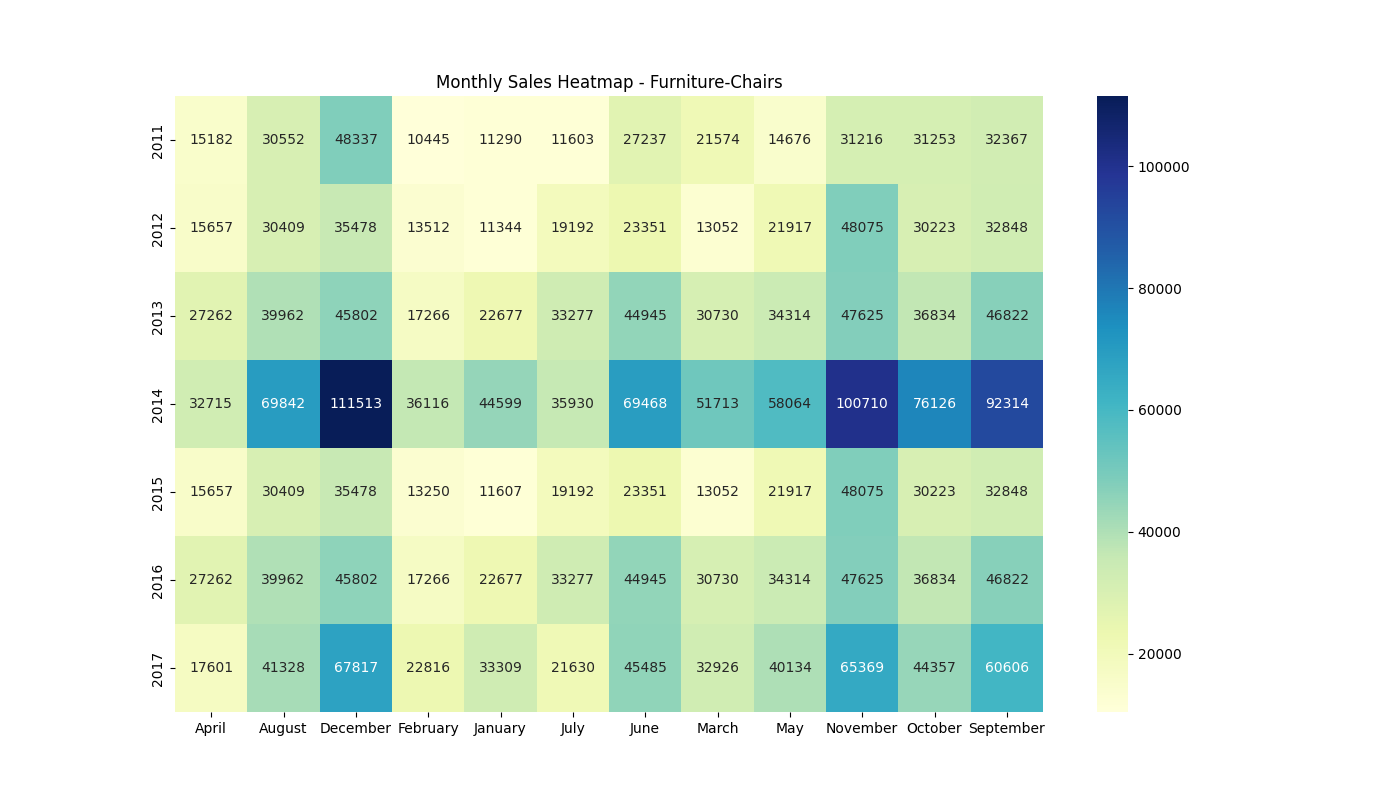 Monthly Sales Heatmap - Furniture-Chairs
2011 15182 30552 48337 10445 11290 11603 27237 21574 14676 31216 31253 32367
2012 15657 30409 35478 13512 11344 19192 23351 13052 21917 48075 30223 32848
2013 27262 39962 45802 17266 22677 33277 44945 30730 34314 47625 36834 46822
2014 32715 69842 111513 36116 44599 35930 69468 51713 58064 100710 76126 92314
2015 15657 30409 35478 13250 11607 19192 23351 13052 21917 48075 30223 32848
2016 27262 39962 45802 17266 22677 33277 44945 30730 34314 47625 36834 46822
2017 17601 41328 67817 22816 33309 21630 45485 32926 40134 65369 44357 60606
April August December February January July June March May November October September
100000
80000
60000
40000
20000